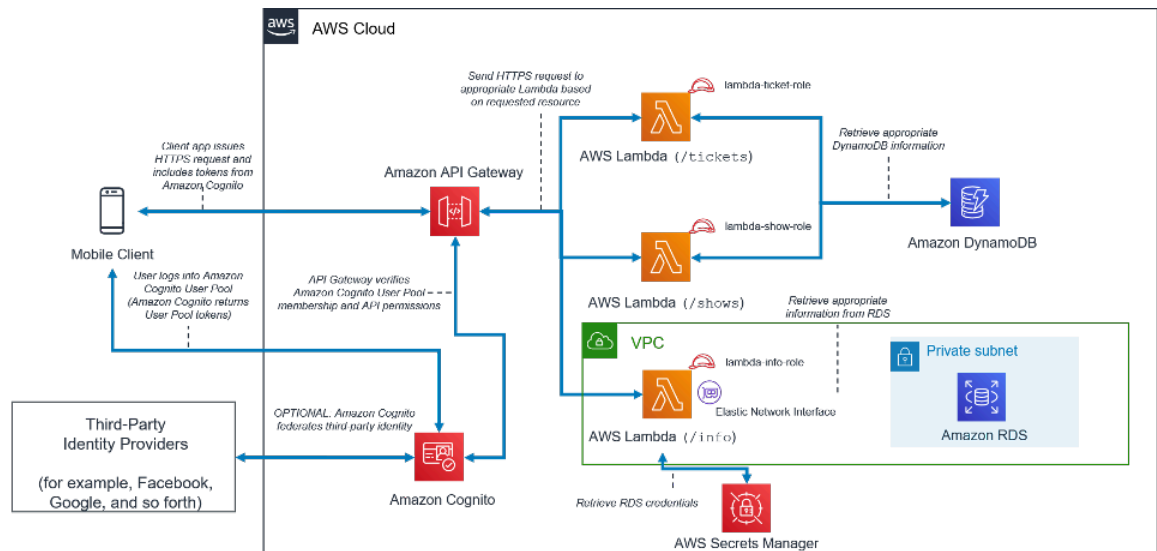 aws
AWS Cloud
Send HTTPS request to
appropriate Lambda based
on requested resource
lambda-ticket-role
AWS Lambda (/tickets)
Retrieve appropriate
DynamoDB information
Client app issues
HTTPS request and
includes tokens from
Amazon Cognito
Amazon API Gateway
Mobile Client
lambda-show-role
AWS Lambda (/shows)
Amazon DynamoDB
User logs into Amazon
Cognito User Pool
(Amazon Cognito returns
User Pool tokens)
API Gateway verifies
Amazon Cognito User Pool
membership and API permissions
Retrieve appropriate
information from RDS
VPC
lambda-info-role
Elastic Network Interface
AWS Lambda (/info)
Private subnet
Amazon RDS
Third-Party
Identity Providers
(for example, Facebook,
Google, and so forth)
OPTIONAL: Amazon Cognito
federates third-party identity
Amazon Cognito
Retrieve RDS credentials
AWS Secrets Manager